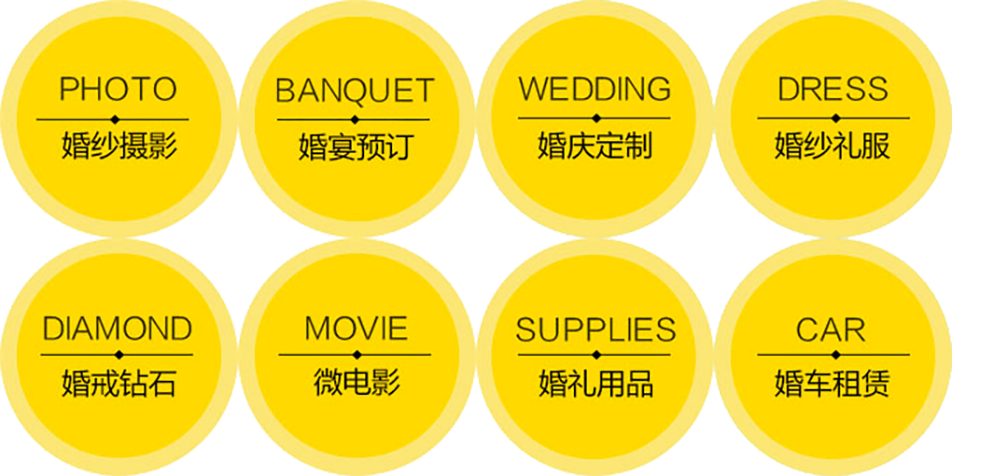 PHOTO
婚纱摄影
BANQUET
婚宴预订
WEDDING
婚庆定制
DRESS
婚纱礼服
DIAMOND
婚戒钻石
MOVIE
微电影
SUPPLIES
婚礼用品
CAR
婚车租赁